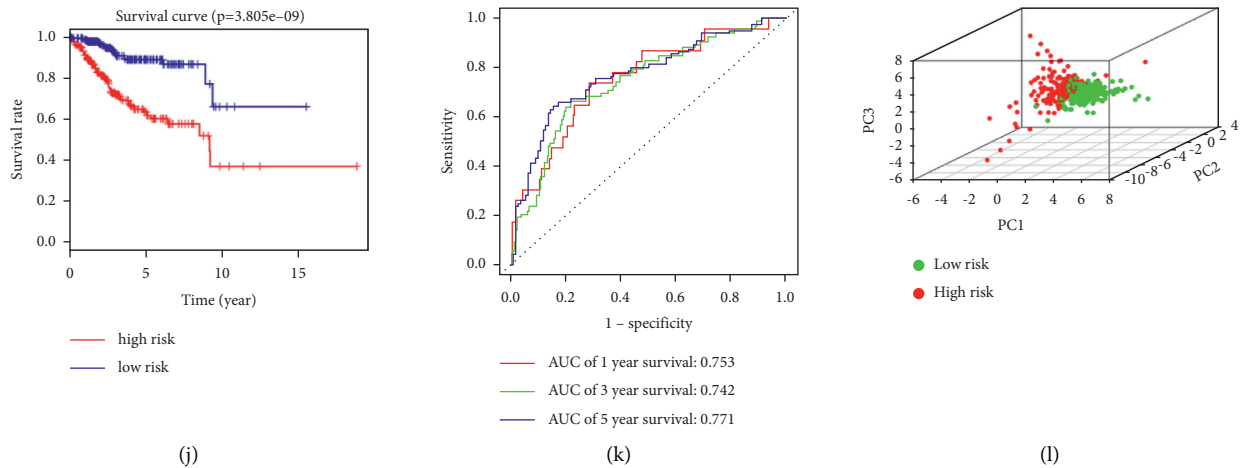 Survival curve (p=3.805e−09)
1.0
0.8
0.6
0.4
0.2
0.0
Survival rate
0
5
10
15
Time (year)
high risk
low risk
(j)
1.0
0.8
0.6
0.4
0.2
0.0
Sensitivity
0.0
0.2
0.4
0.6
0.8
1.0
1 – specificity
AUC of 1 year survival: 0.753
AUC of 3 year survival: 0.742
AUC of 5 year survival: 0.771
(k)
8
6
4
2
0
-2
-4
-6
PC3
-6
-4
-2
0
2
4
6
8
PC1
-10
-8
-6
-4
-2
0
2
4
PC2
Low risk
High risk
(l)